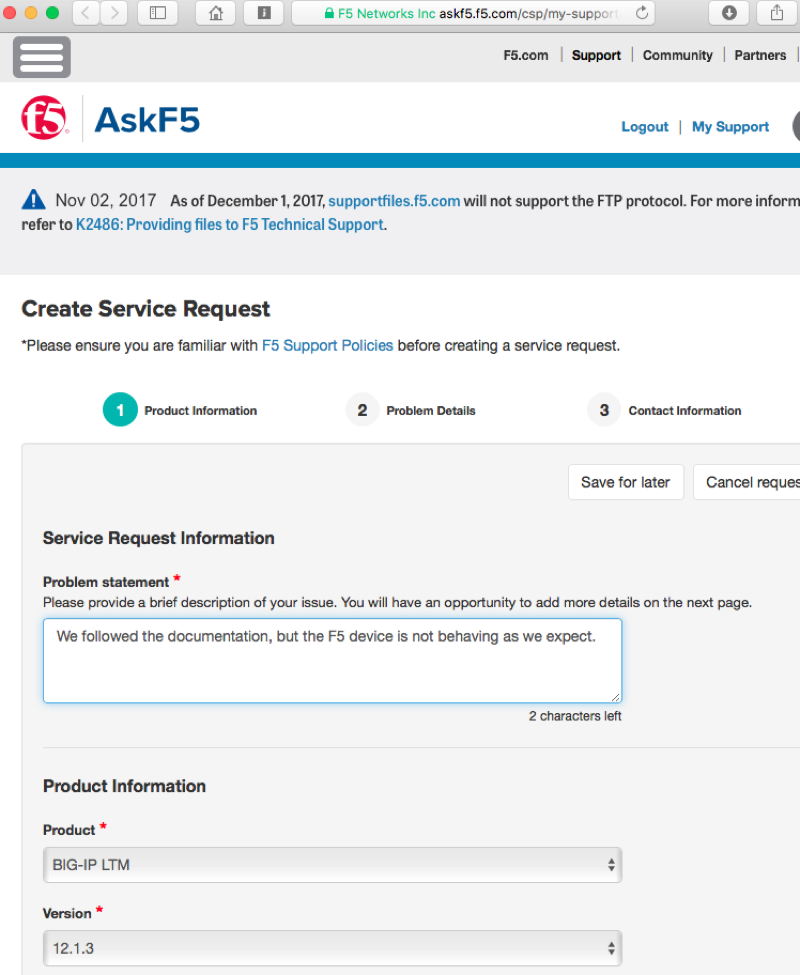 F5 Networks Inc askf5.f5.com/csp/my-support
F5.com | Support | Community | Partners |
f5 AskF5
Logout | My Support
Nov 02, 2017 As of December 1, 2017, supportfiles.f5.com will not support the FTP protocol. For more inform
refer to K2486: Providing files to F5 Technical Support.
Create Service Request
*Please ensure you are familiar with F5 Support Policies before creating a service request.
1 Product Information 2 Problem Details 3 Contact Information
Save for later Cancel reques
Service Request Information
Problem statement *
Please provide a brief description of your issue. You will have an opportunity to add more details on the next page.
We followed the documentation, but the F5 device is not behaving as we expect.
2 characters left
Product Information
Product *
BIG-IP LTM
Version *
12.1.3